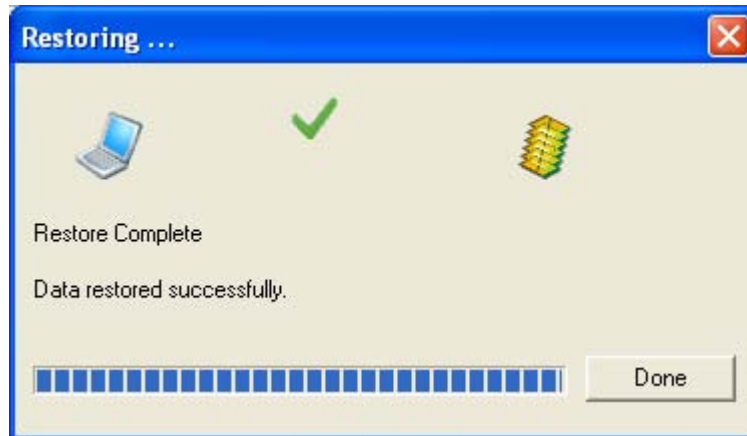 Restoring ...
Restore Complete
Data restored successfully.
Done